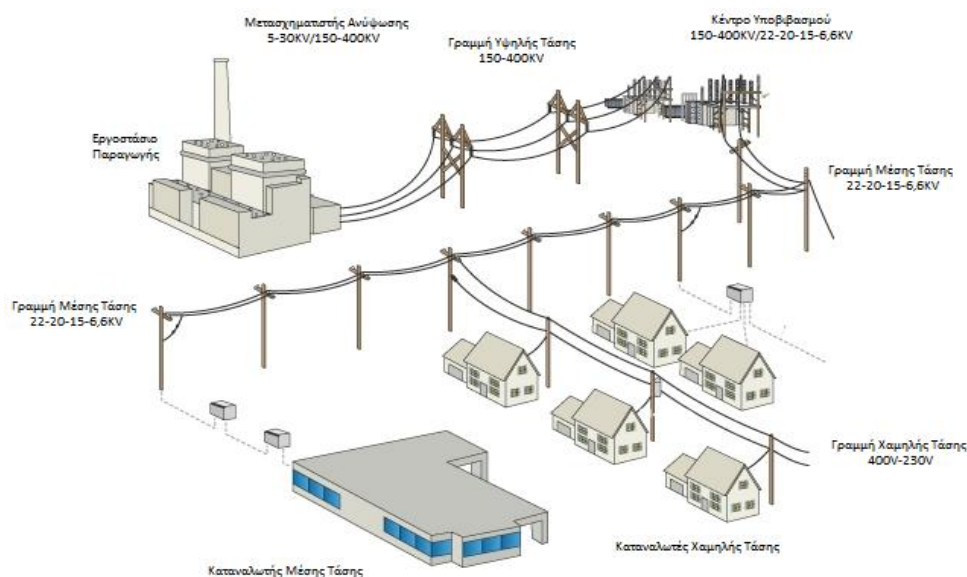 Μετασχηματιστής Ανύψωσης
5-30KV/150-400KV
Γραμμή Υψηλής Τάσης
150-400KV
Κέντρο Υποβιβασμού
150-400KV/22-20-15-6,6KV
Εργοστάσιο
Παραγωγής
Γραμμή Μέσης Τάσης
22-20-15-6,6KV
Γραμμή Μέσης Τάσης
22-20-15-6,6KV
Γραμμή Χαμηλής Τάσης
400V-230V
Καταναλωτές Χαμηλής Τάσης
Καταναλωτής Μέσης Τάσης